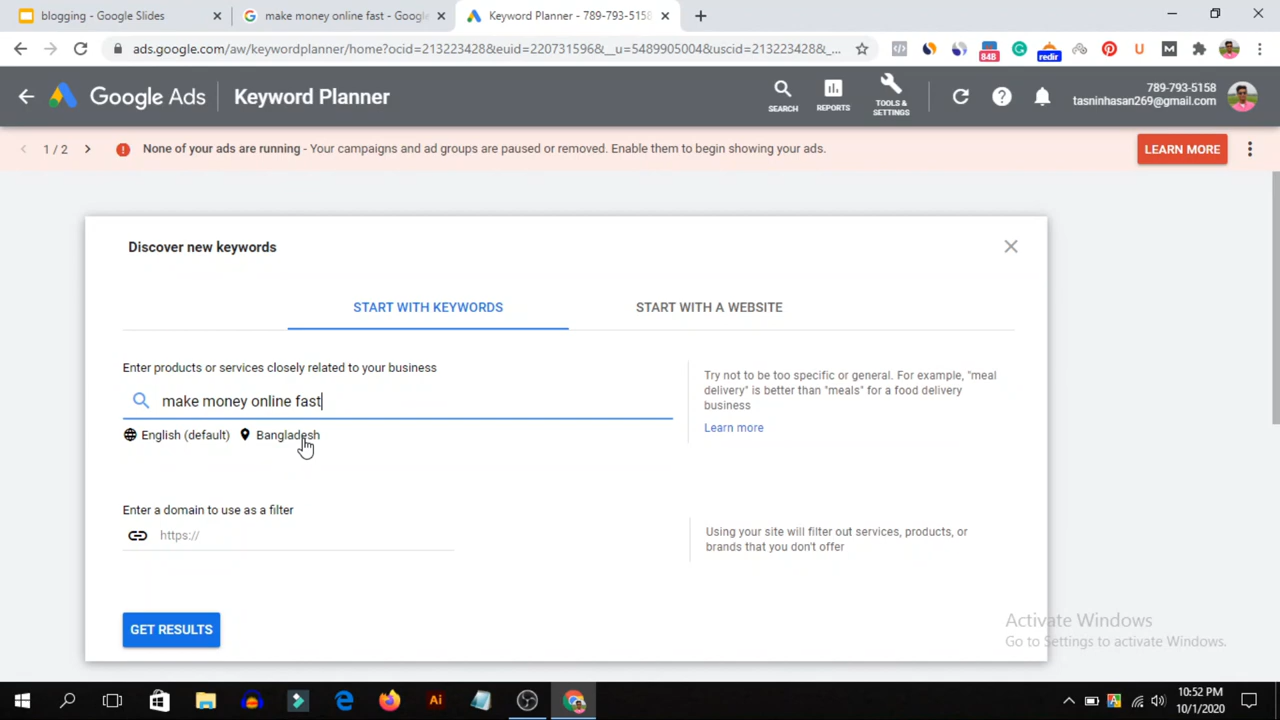 blogging - Google Slides
make money online fast - Google
Keyword Planner - 789-793-5158
ads.google.com/aw/keywordplanner/home?ocid=213223428&euid=2207315968&__u=5489905004&uscid=213223428&_...
84B
redir
Google Ads
Keyword Planner
SEARCH
REPORTS
TOOLS &
SETTINGS
789-793-5158
tasninhasan269@gmail.com
1 / 2
None of your ads are running - Your campaigns and ad groups are paused or removed. Enable them to begin showing your ads.
LEARN MORE
Discover new keywords
START WITH KEYWORDS
START WITH A WEBSITE
Enter products or services closely related to your business
make money online fast
English (default)
Bangladesh
Try not to be too specific or general. For example, "meal
delivery" is better than "meals" for a food delivery
business
Learn more
Enter a domain to use as a filter
https://
Using your site will filter out services, products, or
brands that you don't offer
GET RESULTS
Activate Windows
Go to Settings to activate Windows.
Ai
10:52 PM
10/1/2020